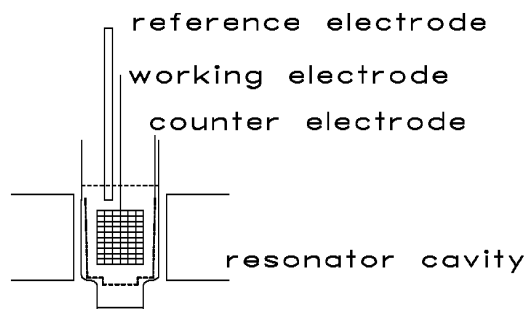 reference electrode
working electrode
counter electrode
resonator cavity